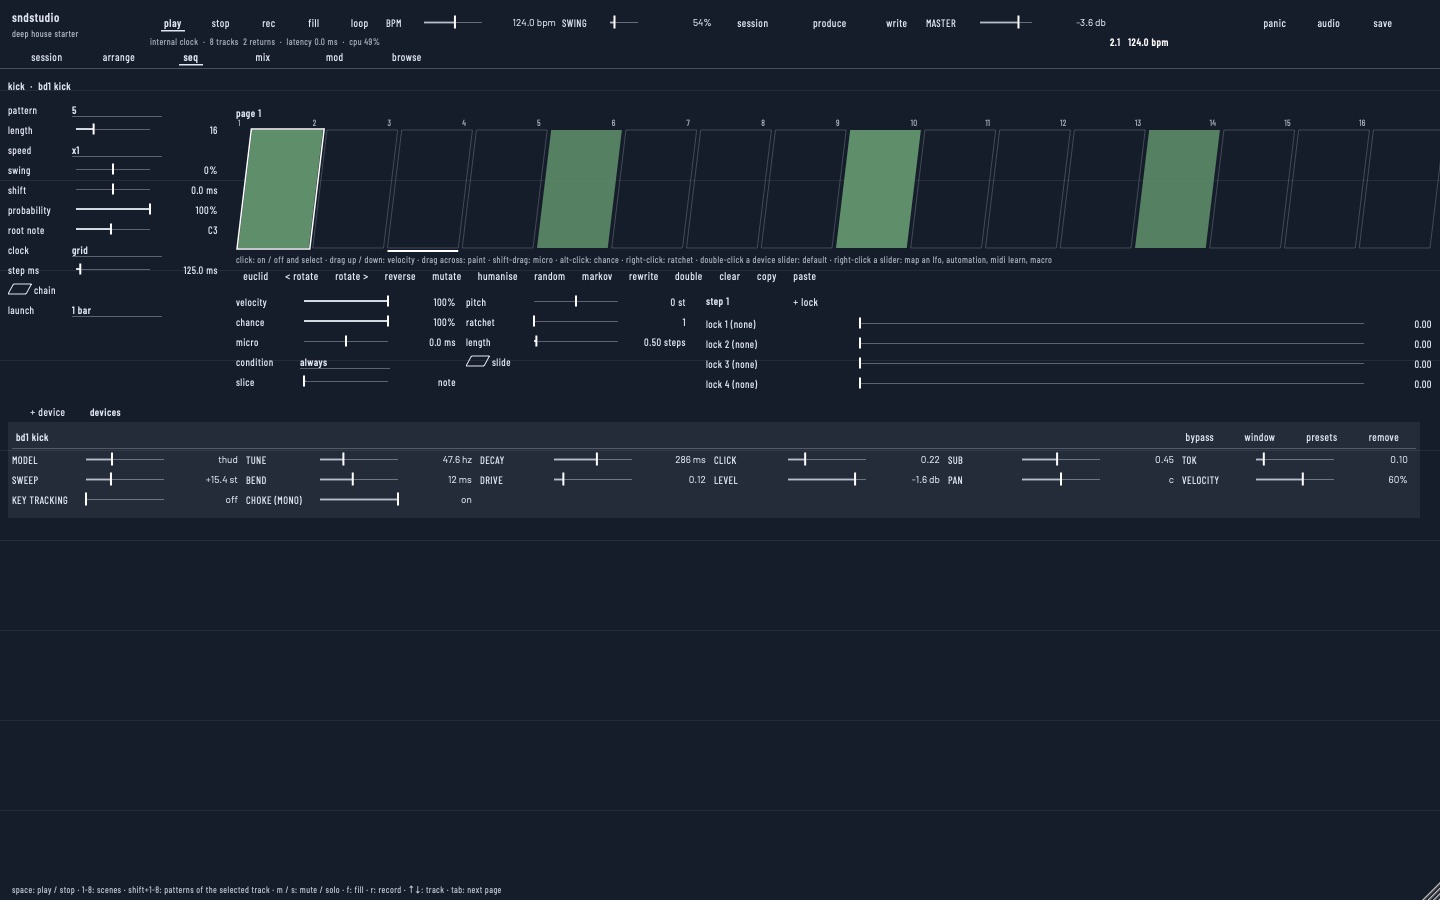 sndstudio
deep house starter
play stop rec fill loop BPM 124.0 bpm SWING 54% session produce write MASTER -3.6 db panic audio save
internal clock · 8 tracks 2 returns · latency 0.0 ms · cpu 49%
2.1 124.0 bpm
session arrange seq mix mod browse
kick · bd1 kick
pattern 5
length 16
speed x1
swing 0%
shift 0.0 ms
probability 100%
root note C3
clock grid
step ms 125.0 ms
chain
launch 1 bar
page 1
1 2 3 4 5 6 7 8 9 10 11 12 13 14 15 16
click: on / off and select · drag up / down: velocity · drag across: paint · shift-drag: micro · alt-click: chance · right-click: ratchet · double-click a device slider: default · right-click a slider: map an lfo, automation, midi learn, macro
euclid < rotate rotate > reverse mutate humanise random markov rewrite double clear copy paste
velocity 100% pitch 0 st step 1 + lock
chance 100% ratchet 1 lock 1 (none) 0.00
micro 0.0 ms length 0.50 steps lock 2 (none) 0.00
condition always slide lock 3 (none) 0.00
slice note lock 4 (none) 0.00
+ device devices
bd1 kick bypass window presets remove
MODEL thud TUNE 47.6 hz DECAY 286 ms CLICK 0.22 SUB 0.45 TOK 0.10
SWEEP +15.4 st BEND 12 ms DRIVE 0.12 LEVEL -1.6 db PAN c VELOCITY 60%
KEY TRACKING off CHOKE (MONO) on
space: play / stop · 1-8: scenes · shift+1-8: patterns of the selected track · m / s: mute / solo · f: fill · r: record · ↑↓: track · tab: next page